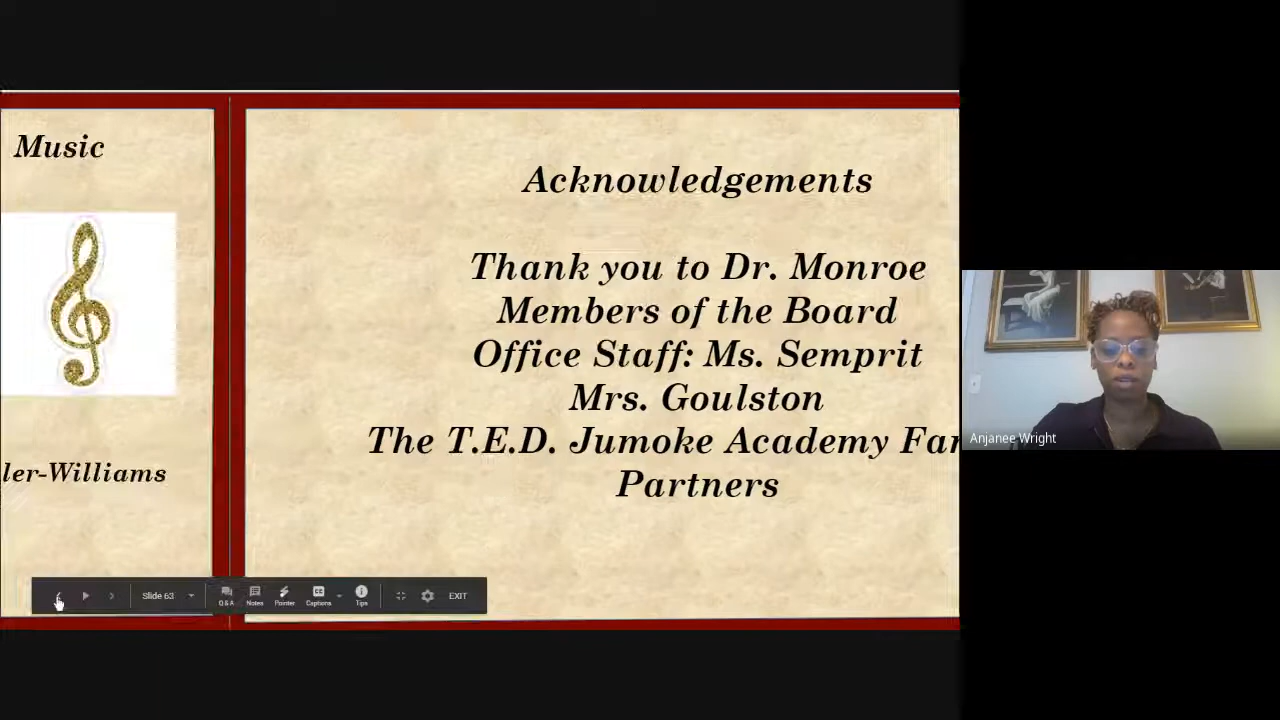 Music
ler-Williams
Acknowledgements
Thank you to Dr. Monroe
Members of the Board
Office Staff: Ms. Semprit
Mrs. Goulston
The T.E.D. Jumoke Academy Fa
Partners
Slide 63
Q&A
Notes
Pointer
CC
Captions
Tips
EXIT
Anjanee Wright